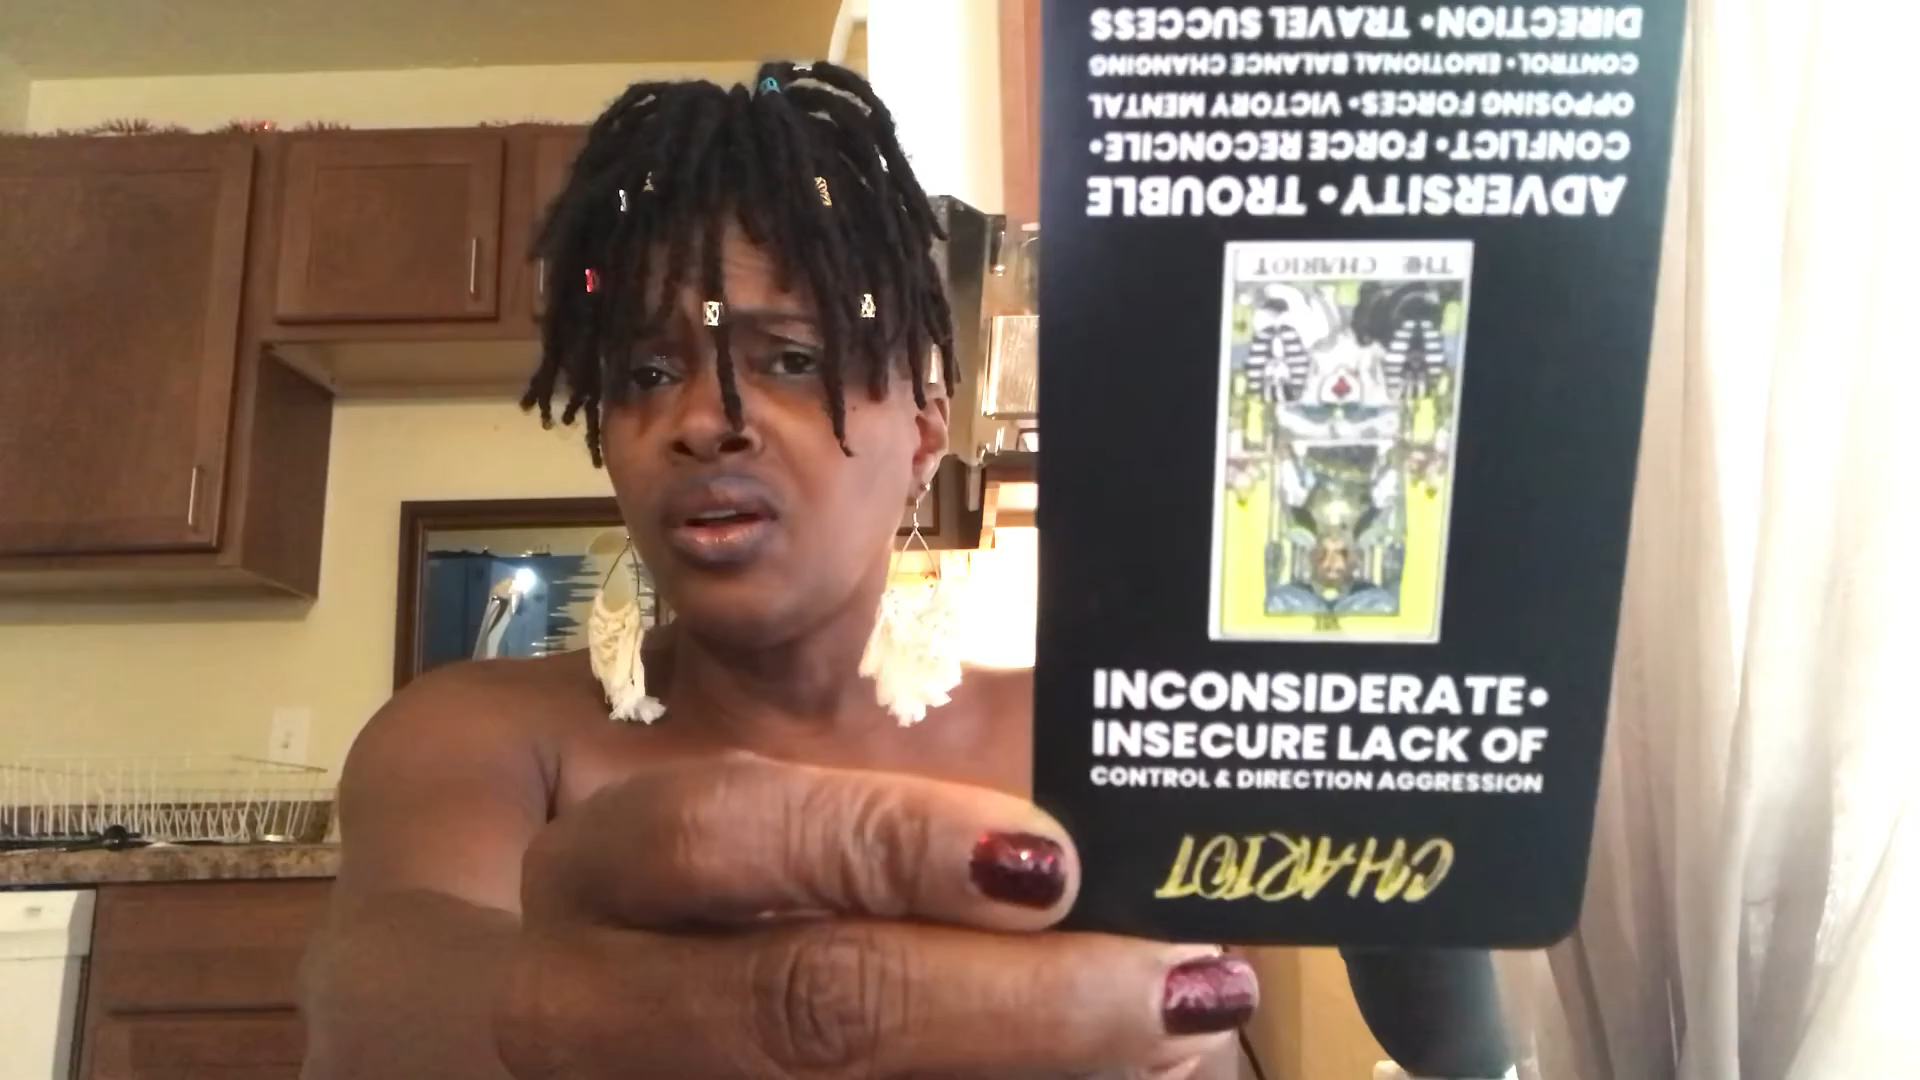 CHARIOT
VII
THE CHARIOT
ADVERSITY • TROUBLE
CONFLICT • FORCE RECONCILE •
OPPOSING FORCES • VICTORY MENTAL
CONTROL • EMOTIONAL BALANCE CHANGING
DIRECTION • TRAVEL SUCCESS
INCONSIDERATE•
INSECURE LACK OF
CONTROL & DIRECTION AGGRESSION